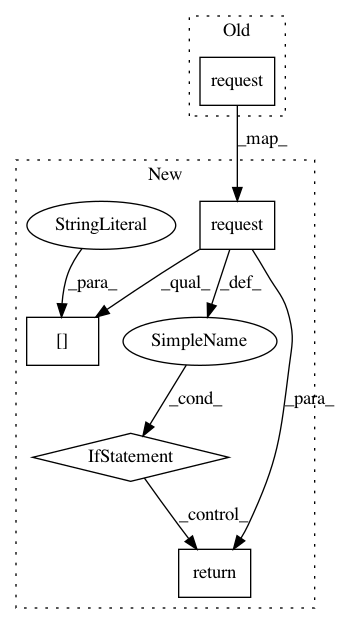 Old
request
_map_
New
StringLiteral
request
_para_
_qual_
_def_
[]
SimpleName
_para_
_cond_
IfStatement
_control_
return